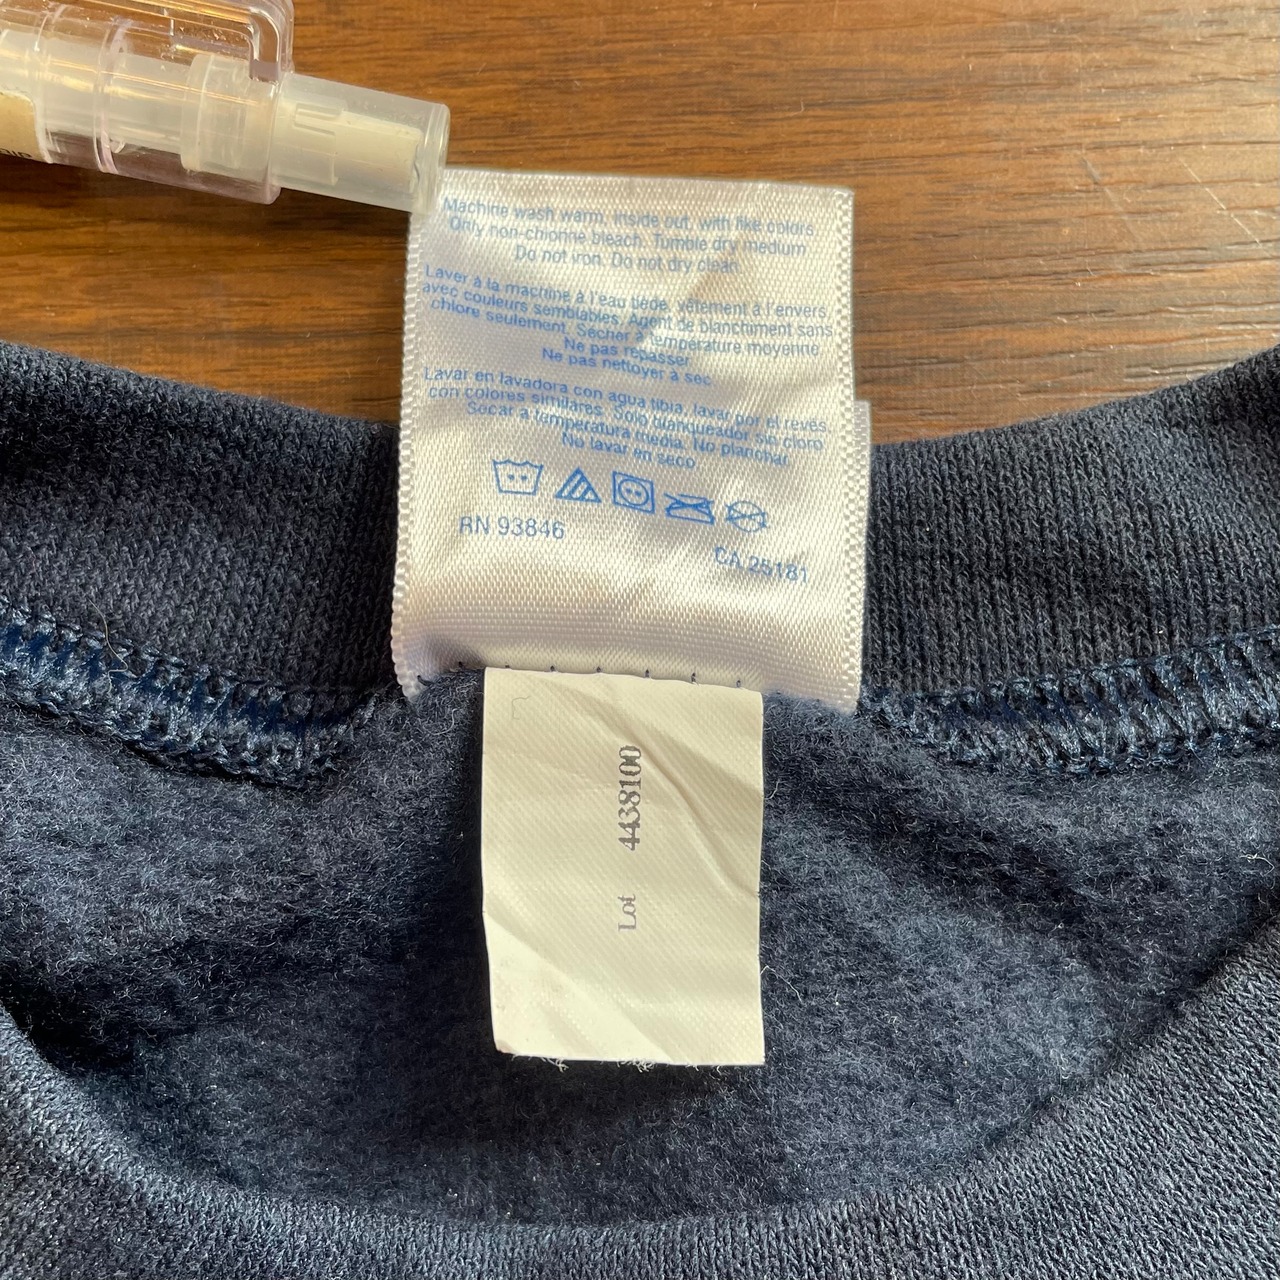 Machine wash warm, inside out, with like colors.
Only non-chlorine bleach. Tumble dry medium.
Do not iron. Do not dry clean.
Laver à la machine à l'eau tiède, vêtement à l'envers,
avec couleurs semblables. Agent de blanchiment sans
chlore seulement. Sécher à température moyenne.
Ne pas repasser.
Ne pas nettoyer à sec.
Lavar en lavadora con agua tibia, lavar por el revés,
con colores similares. Solo blanqueador sin cloro.
Secar a temperatura media. No planchar.
No lavar en seco.
RN 93846
CA 25181
Lot 4438100